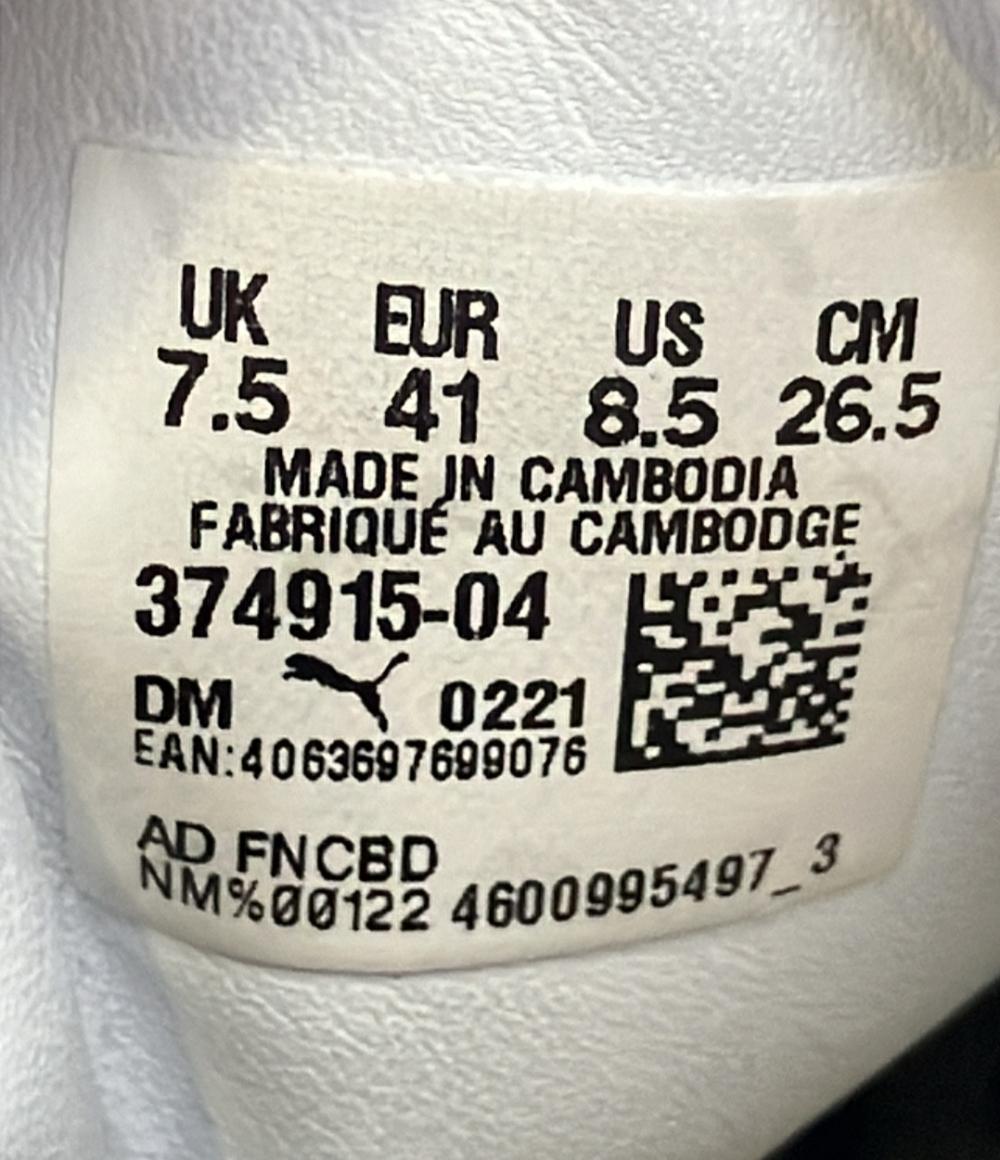 UK EUR US CM
7.5 41 8.5 26.5
MADE IN CAMBODIA
FABRIQUÉ AU CAMBODGE
374915-04
DM 0221
EAN:4063697699076
AD FNCBD
NM%00122 4600995497_3